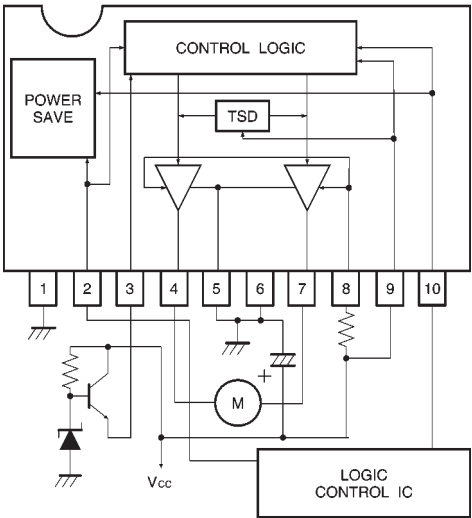 CONTROL LOGIC
POWER
SAVE
TSD
1 2 3 4 5 6 7 8 9 10
+
M
Vcc
LOGIC
CONTROL IC